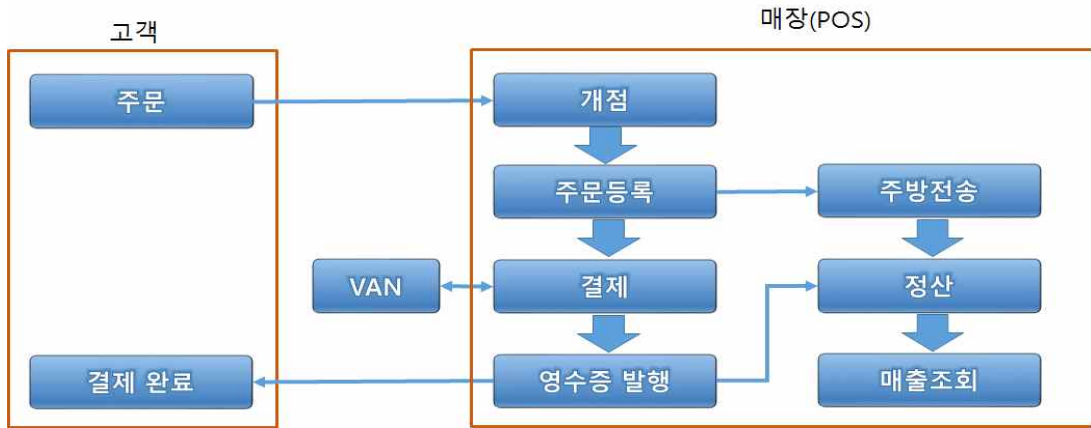 고객
매장(POS)
주문
개점
주문등록
주방전송
VAN
결제
정산
결제 완료
영수증 발행
매출조회